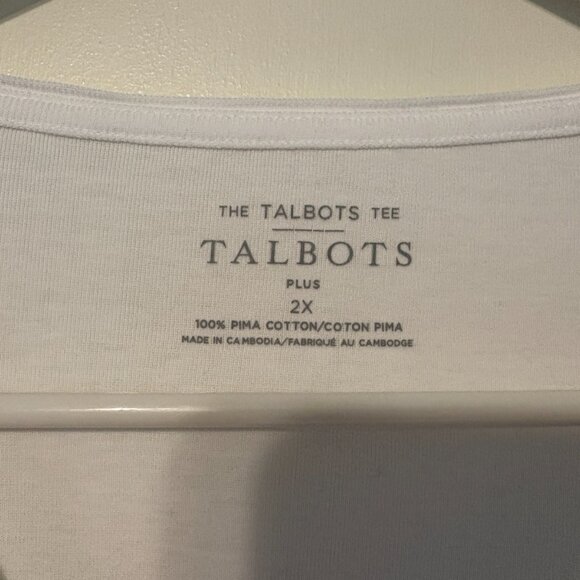 THE TALBOTS TEE
TALBOTS
PLUS
2X
100% PIMA COTTON/COTON PIMA
MADE IN CAMBODIA/FABRIQUÉ AU CAMBODGE